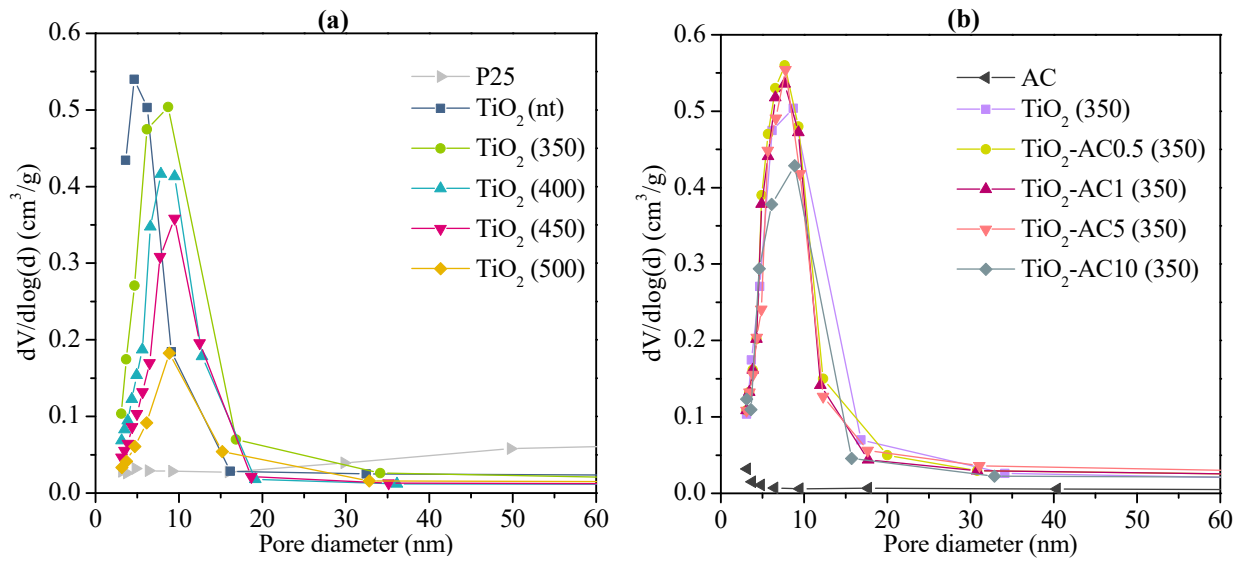 (a)
0.6
0.5
0.4
0.3
0.2
0.1
0.0
dV/dlog(d) (cm³/g)
0 10 20 30 40 50 60
Pore diameter (nm)
P25
TiO₂ (nt)
TiO₂ (350)
TiO₂ (400)
TiO₂ (450)
TiO₂ (500)
(b)
0.6
0.5
0.4
0.3
0.2
0.1
0.0
dV/dlog(d) (cm³/g)
0 10 20 30 40 50 60
Pore diameter (nm)
AC
TiO₂ (350)
TiO₂-AC0.5 (350)
TiO₂-AC1 (350)
TiO₂-AC5 (350)
TiO₂-AC10 (350)